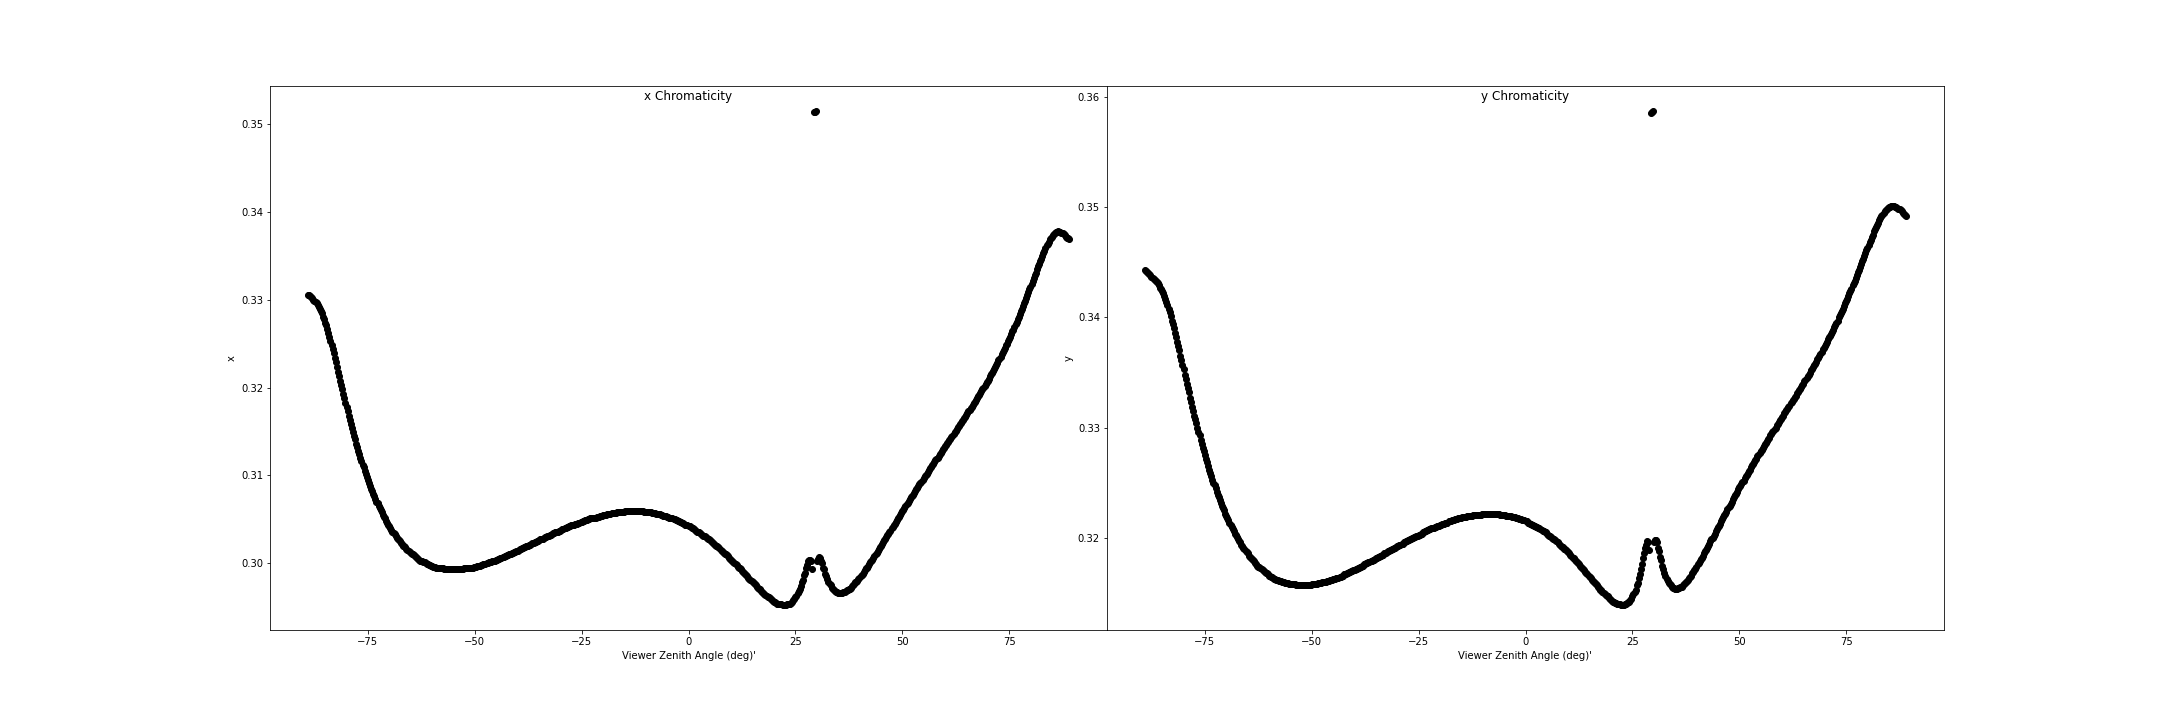 x Chromaticity
0.35
0.34
0.33
0.32
0.31
0.30
x
−75 −50 −25 0 25 50 75
Viewer Zenith Angle (deg)'
y Chromaticity
0.36
0.35
0.34
0.33
0.32
y
−75 −50 −25 0 25 50 75
Viewer Zenith Angle (deg)'